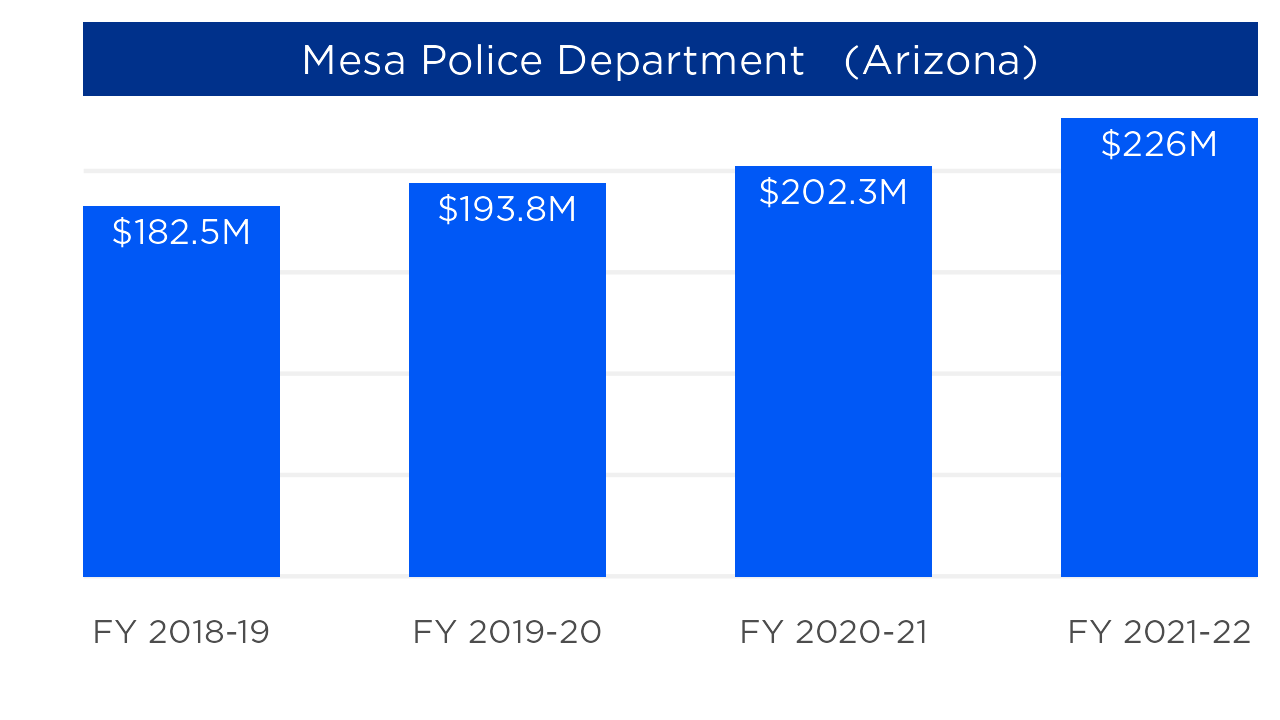 Mesa Police Department (Arizona)
$182.5M
$193.8M
$202.3M
$226M
FY 2018-19
FY 2019-20
FY 2020-21
FY 2021-22